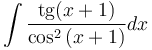 ∫ tg(x+1) / cos²(x+1) dx